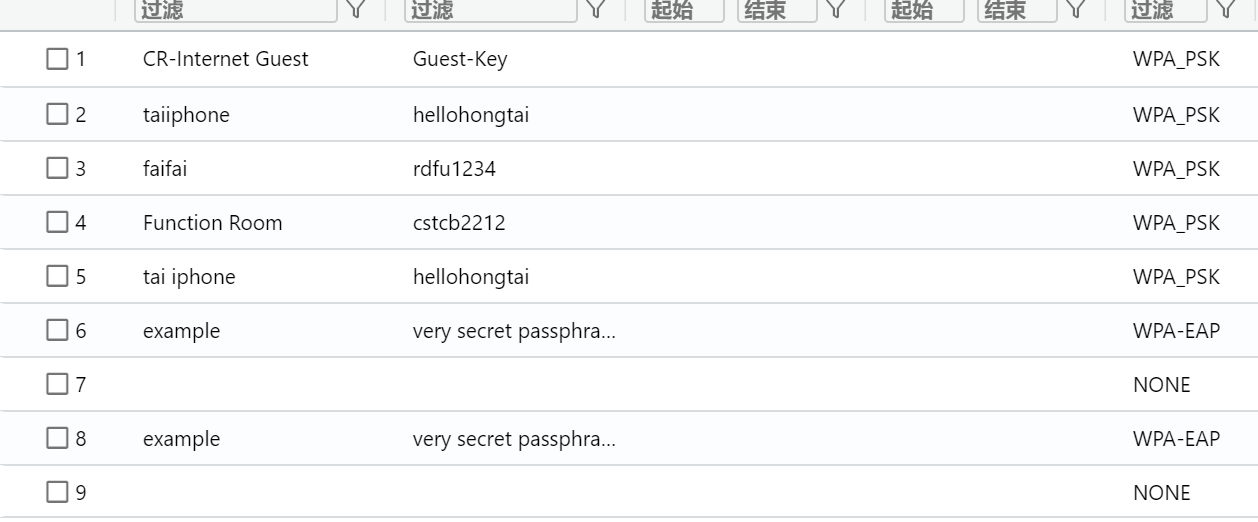 过滤 过滤 起始 结束 起始 结束 过滤
1 CR-Internet Guest Guest-Key WPA_PSK
2 taiiphone hellohongtai WPA_PSK
3 faifai rdfu1234 WPA_PSK
4 Function Room cstcb2212 WPA_PSK
5 tai iphone hellohongtai WPA_PSK
6 example very secret passphra... WPA-EAP
7 NONE
8 example very secret passphra... WPA-EAP
9 NONE